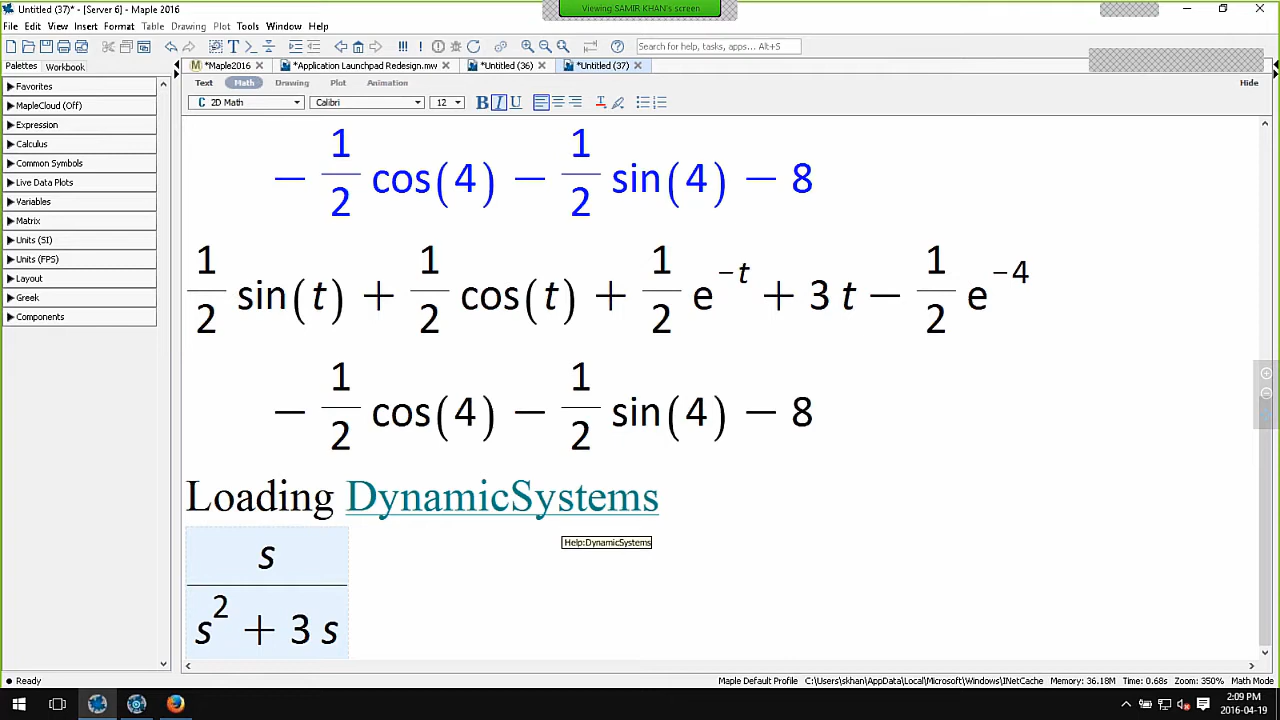 Viewing SAMIR KHAN's screen
Untitled (37)* - [Server 6] - Maple 2016
File Edit View Insert Format Table Drawing Plot Spreadsheet Tools Window Help
Search for help, tasks, apps... Alt+S
Palettes Workbook
*Maple2016 *Application Launchpad Redesign.mw *Untitled (36) *Untitled (37)
Text Math Drawing Plot Animation Hide
2D Math Calibri 12 B I U
Favorites
MapleCloud (Off)
Expression
Calculus
Common Symbols
Live Data Plots
Variables
Matrix
Units (SI)
Units (FPS)
Layout
Greek
Components
− 1/2 cos(4) − 1/2 sin(4) − 8
1/2 sin(t) + 1/2 cos(t) + 1/2 e^−t + 3 t − 1/2 e^−4
− 1/2 cos(4) − 1/2 sin(4) − 8
Loading DynamicSystems
Help:DynamicSystems
s
s^2 + 3 s
Ready
Maple Default Profile C:\Users\skhan\AppData\Local\Microsoft\Windows\INetCache Memory: 36.18M Time: 0.68s Zoom: 350% Math Mode
2:09 PM
2016-04-19